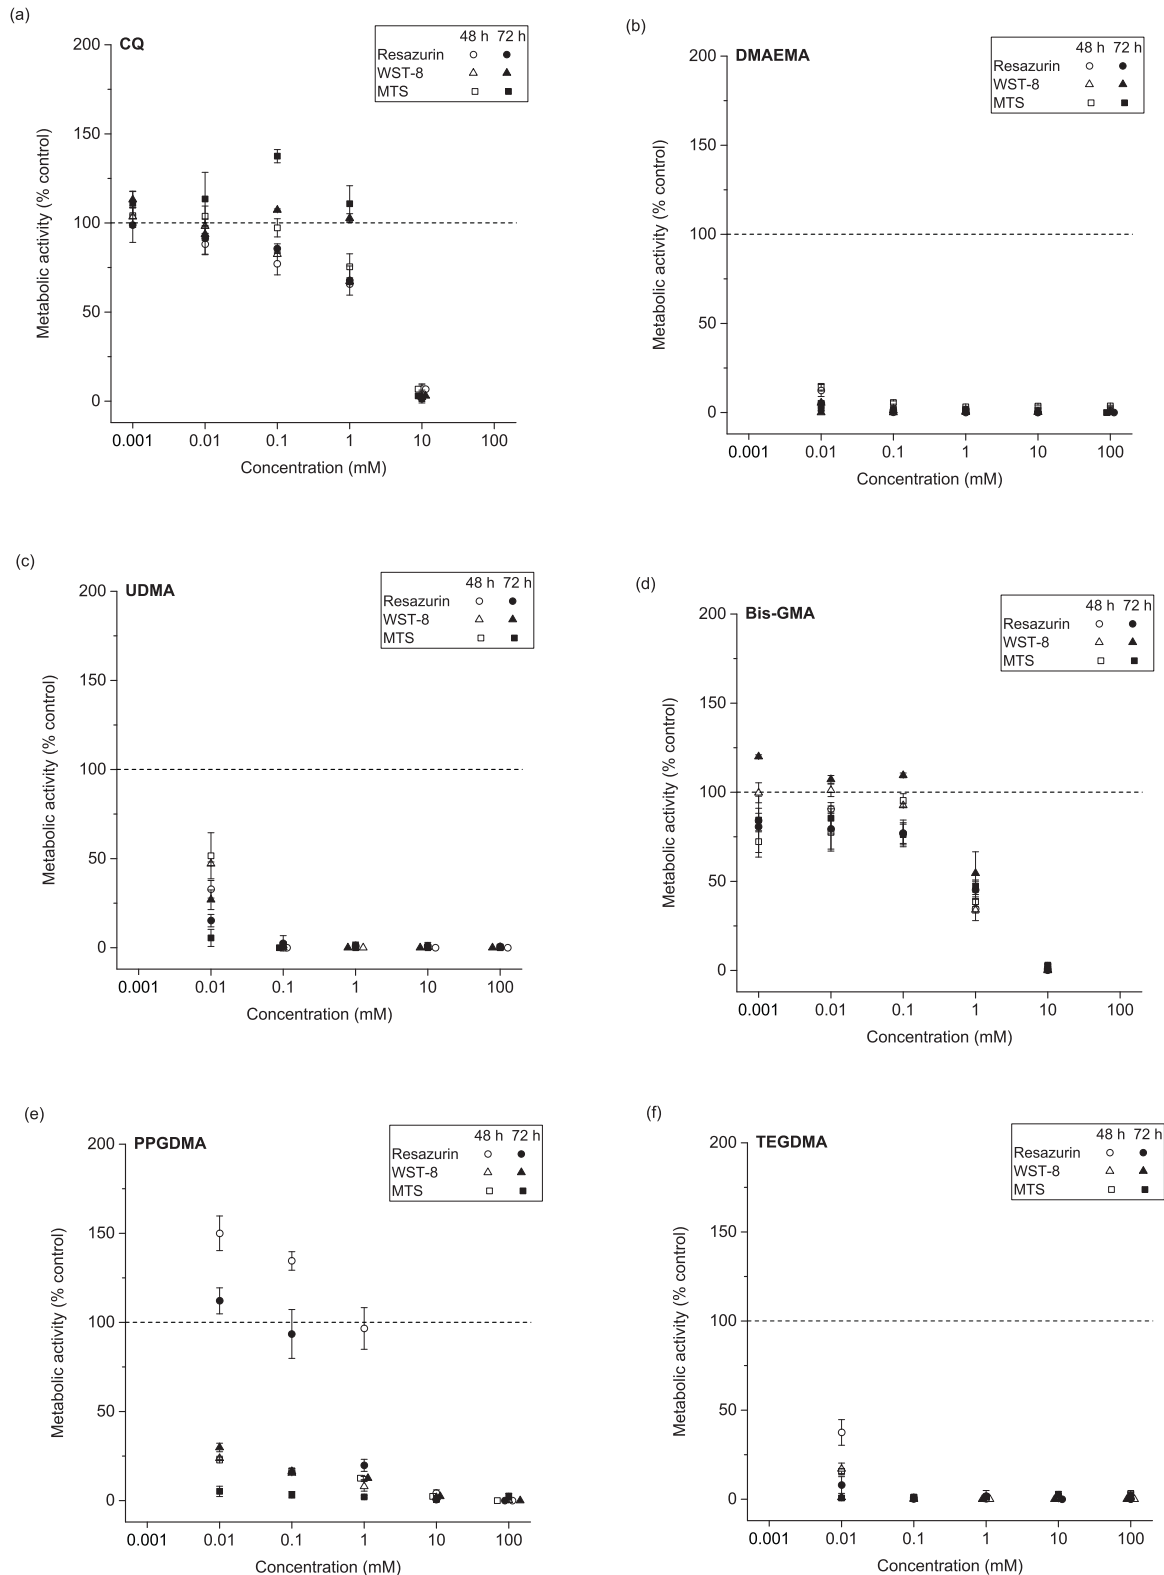 (a)
CQ
48 h 72 h
Resazurin
WST-8
MTS
200
150
100
50
0
Metabolic activity (% control)
0.001 0.01 0.1 1 10 100
Concentration (mM)
(b)
DMAEMA
48 h 72 h
Resazurin
WST-8
MTS
200
150
100
50
0
Metabolic activity (% control)
0.001 0.01 0.1 1 10 100
Concentration (mM)
(c)
UDMA
48 h 72 h
Resazurin
WST-8
MTS
200
150
100
50
0
Metabolic activity (% control)
0.001 0.01 0.1 1 10 100
Concentration (mM)
(d)
Bis-GMA
48 h 72 h
Resazurin
WST-8
MTS
200
150
100
50
0
Metabolic activity (% control)
0.001 0.01 0.1 1 10 100
Concentration (mM)
(e)
PPGDMA
48 h 72 h
Resazurin
WST-8
MTS
200
150
100
50
0
Metabolic activity (% control)
0.001 0.01 0.1 1 10 100
Concentration (mM)
(f)
TEGDMA
48 h 72 h
Resazurin
WST-8
MTS
200
150
100
50
0
Metabolic activity (% control)
0.001 0.01 0.1 1 10 100
Concentration (mM)